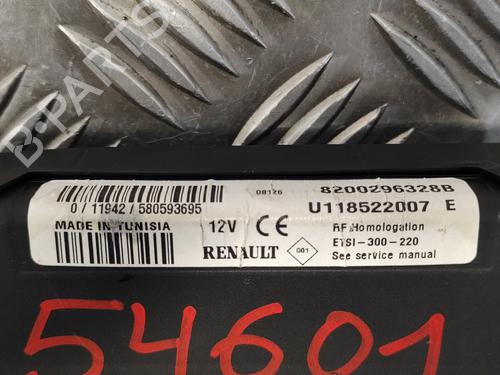 B-Parts
08126
8200296328B
0 / 11942 / 580593695
U118522007 E
MADE IN TUNISIA
12V CE
RF Homologation
RENAULT
001
ETSI-300-220
See service manual
54601